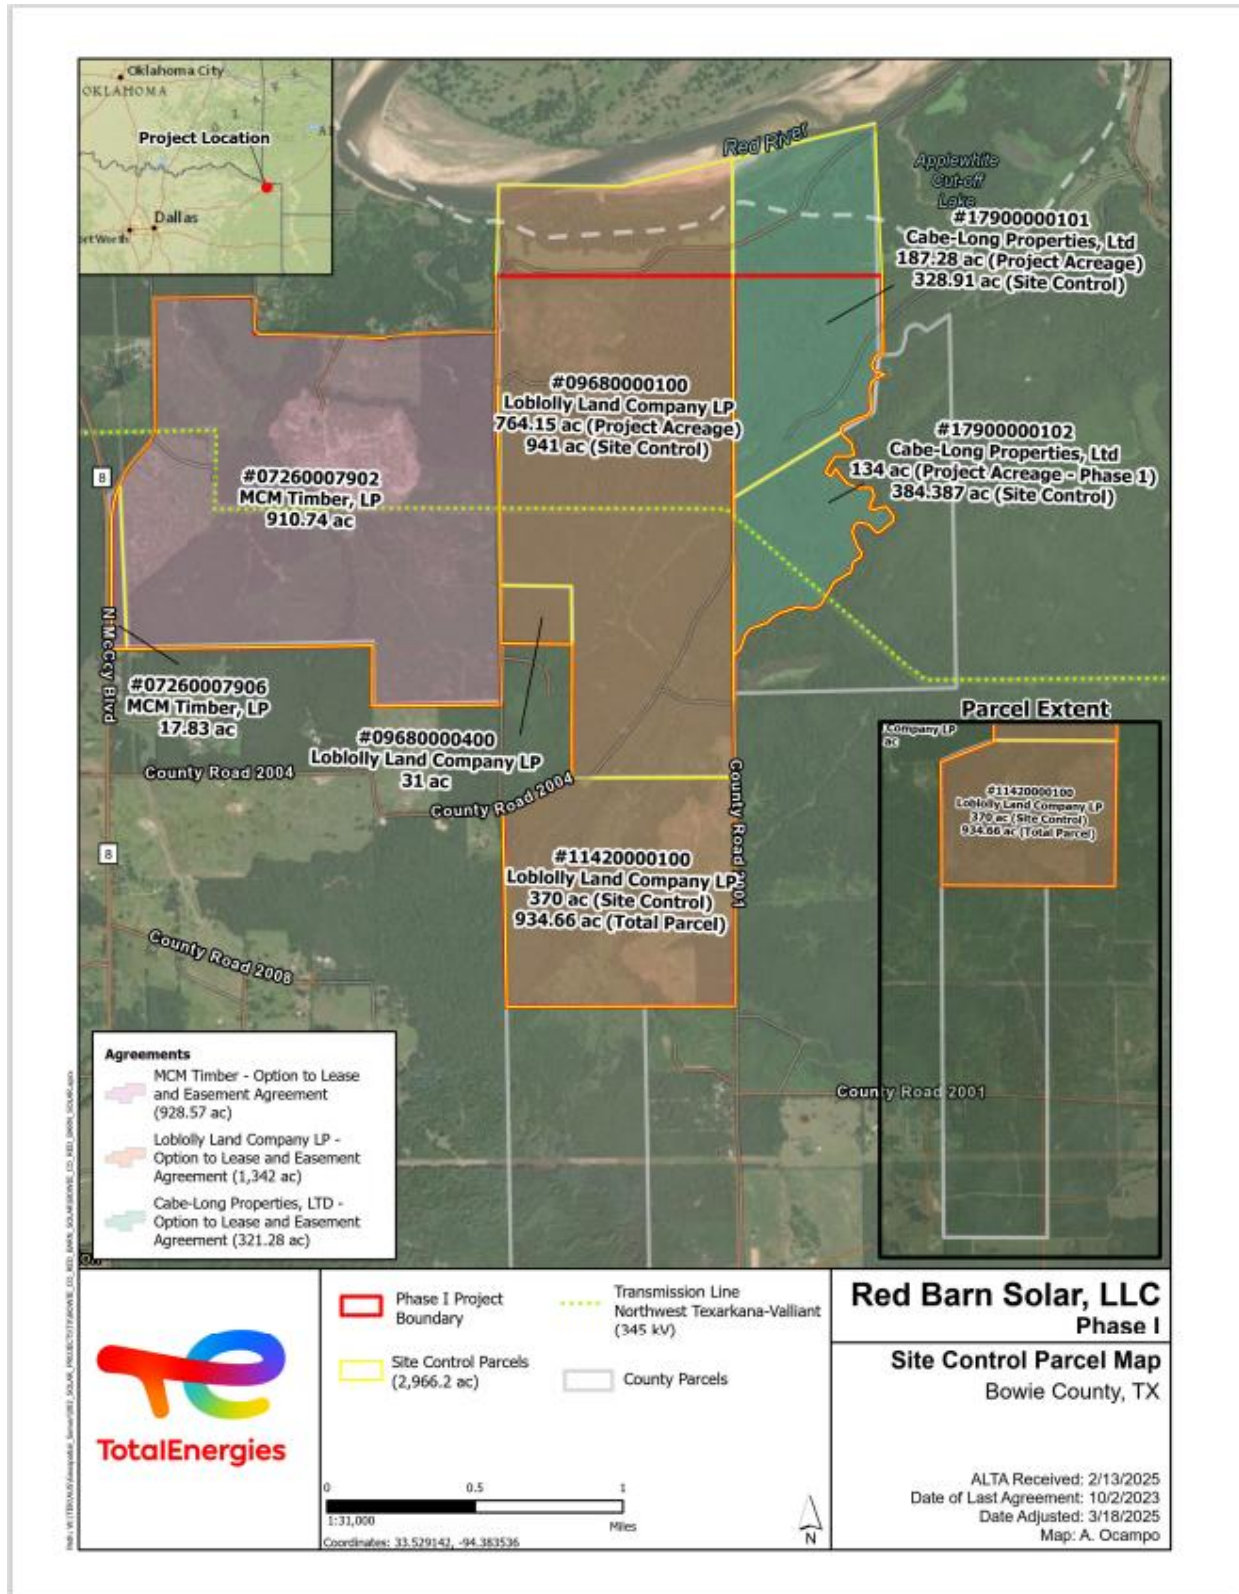 Oklahoma City
OKLAHOMA
Project Location
Dallas
ort Worth
Red River
Applewhite
Cut-off
Lake
#17900000101
Cabe-Long Properties, Ltd
187.28 ac (Project Acreage)
328.91 ac (Site Control)
#09680000100
Loblolly Land Company LP
764.15 ac (Project Acreage)
941 ac (Site Control)
#17900000102
Cabe-Long Properties, Ltd
134 ac (Project Acreage - Phase 1)
384.387 ac (Site Control)
8
#07260007902
MCM Timber, LP
910.74 ac
N McCoy Blvd
#07260007906
MCM Timber, LP
17.83 ac
#09680000400
Loblolly Land Company LP
31 ac
County Road 2004
County Road 2004
County Road 2001
8
#11420000100
Loblolly Land Company LP
370 ac (Site Control)
934.66 ac (Total Parcel)
County Road 2008
County Road 2001
Parcel Extent
Company LP
ac
#11420000100
Loblolly Land Company LP
370 ac (Site Control)
934.66 ac (Total Parcel)
Agreements
MCM Timber - Option to Lease
and Easement Agreement
(928.57 ac)
Loblolly Land Company LP -
Option to Lease and Easement
Agreement (1,342 ac)
Cabe-Long Properties, LTD -
Option to Lease and Easement
Agreement (321.28 ac)
TotalEnergies
Phase I Project
Boundary
Site Control Parcels
(2,966.2 ac)
Transmission Line
Northwest Texarkana-Valliant
(345 kV)
County Parcels
0 0.5 1
1:31,000
Miles
Coordinates: 33.529142, -94.383536
N
Red Barn Solar, LLC
Phase I
Site Control Parcel Map
Bowie County, TX
ALTA Received: 2/13/2025
Date of Last Agreement: 10/2/2023
Date Adjusted: 3/18/2025
Map: A. Ocampo